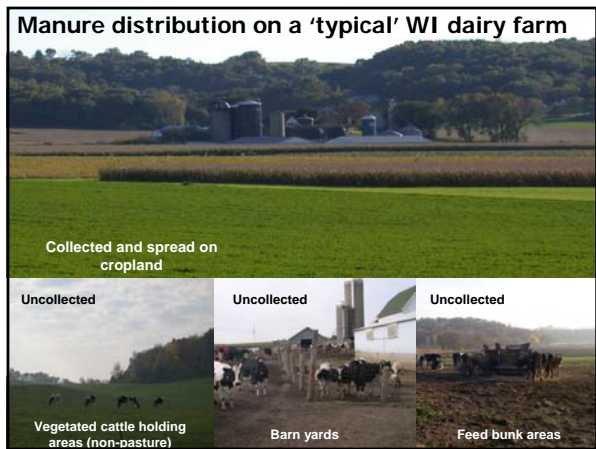 Manure distribution on a ‘typical’ WI dairy farm
Collected and spread on
cropland
Uncollected
Vegetated cattle holding
areas (non-pasture)
Uncollected
Barn yards
Uncollected
Feed bunk areas